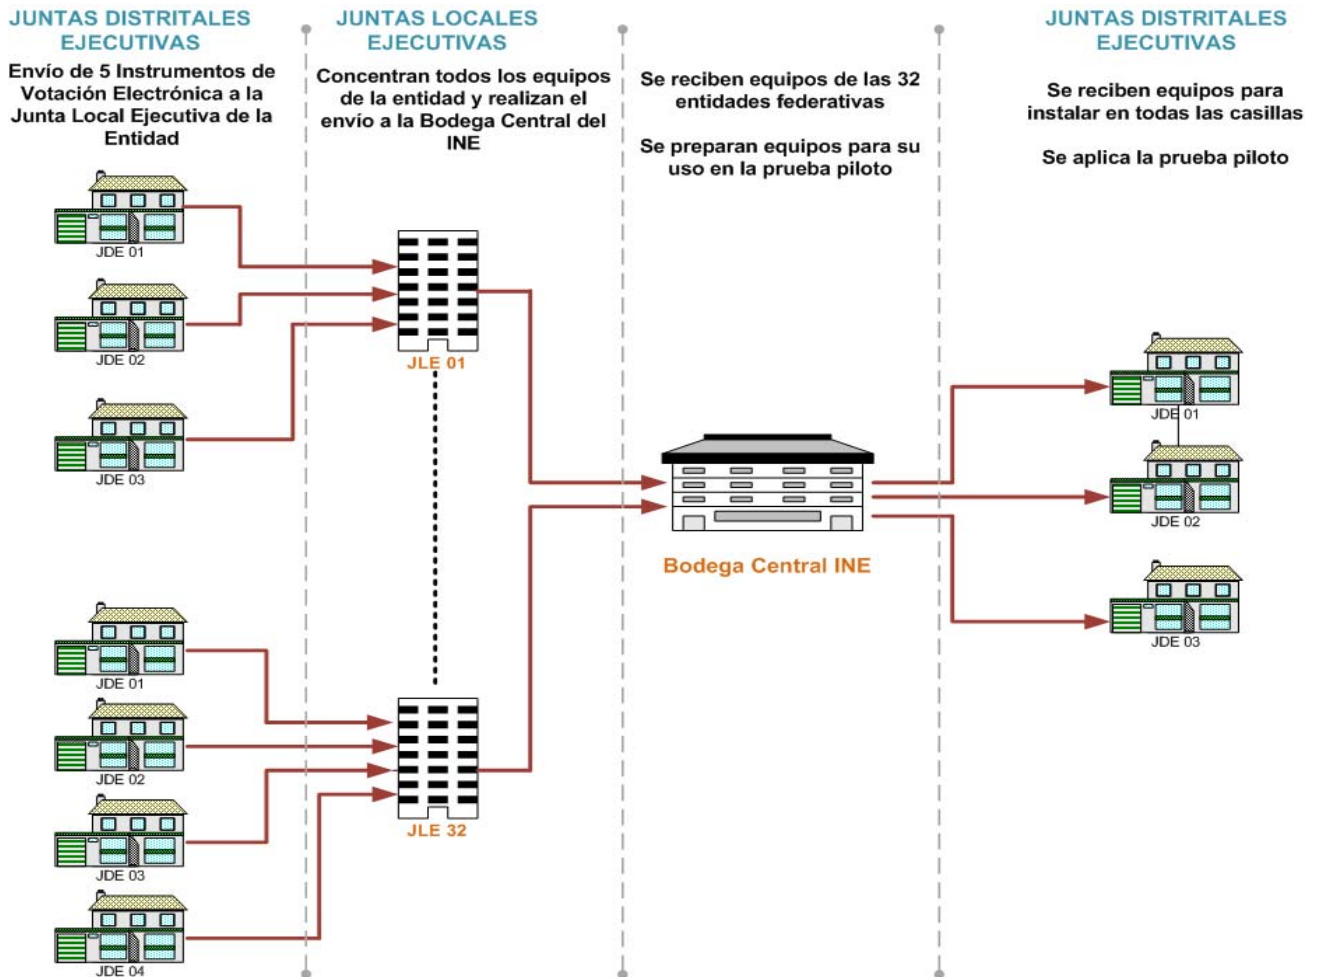 JUNTAS DISTRITALES
EJECUTIVAS
Envío de 5 Instrumentos de
Votación Electrónica a la
Junta Local Ejecutiva de la
Entidad
JDE 01
JDE 02
JDE 03
JDE 01
JDE 02
JDE 03
JDE 04
JUNTAS LOCALES
EJECUTIVAS
Concentran todos los equipos
de la entidad y realizan el
envío a la Bodega Central del
INE
JLE 01
JLE 32
Se reciben equipos de las 32
entidades federativas
Se preparan equipos para su
uso en la prueba piloto
Bodega Central INE
JUNTAS DISTRITALES
EJECUTIVAS
Se reciben equipos para
instalar en todas las casillas
Se aplica la prueba piloto
JDE 01
JDE 02
JDE 03